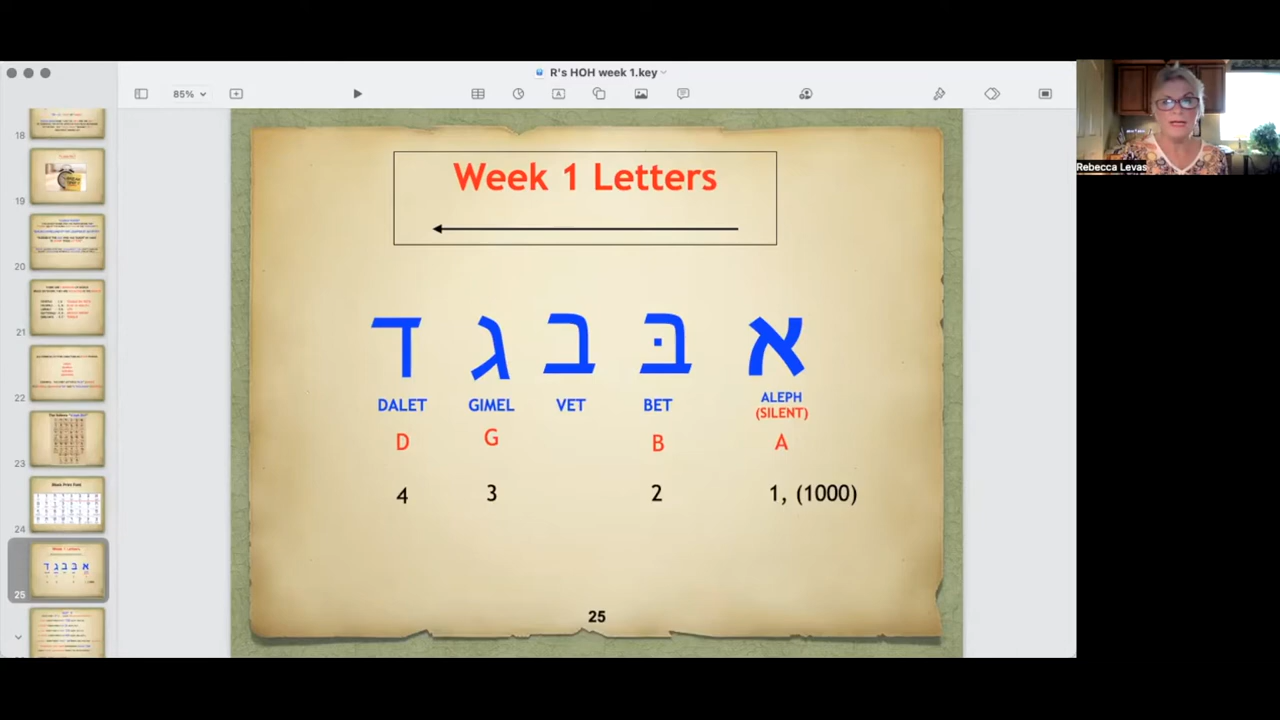 R's HOH week 1.key
85%
Rebecca Levas
18
19
20
21
22
23
24
25
Week 1 Letters
א בּ ב ג ד
DALET GIMEL VET BET ALEPH
(SILENT)
D G B A
4 3 2 1, (1000)
25